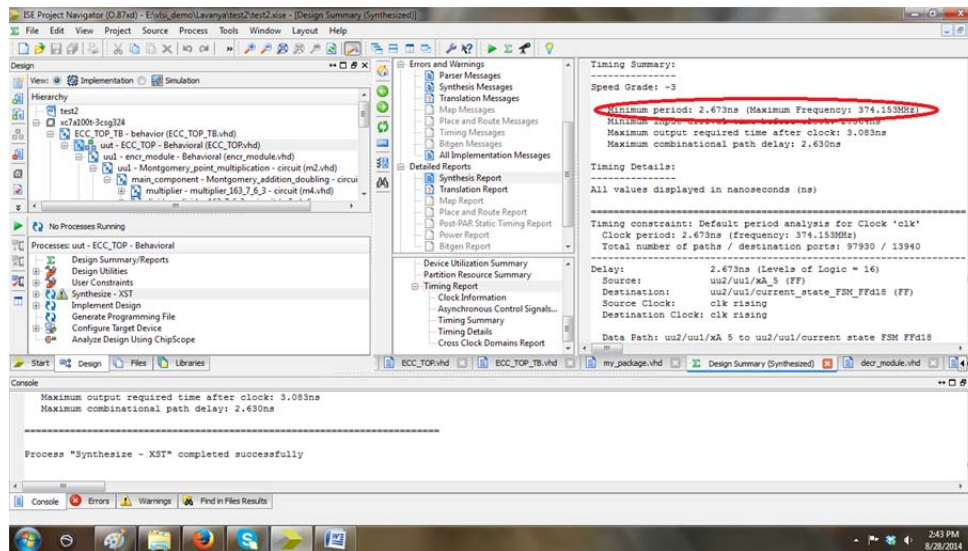 ISE Project Navigator (O.87xd) - E:\vlsi_demo\Lavanya\test2\test2.xise - [Design Summary (Synthesized)]
File Edit View Project Source Process Tools Window Layout Help
Design
View: Implementation Simulation
Hierarchy
test2
xc7a100t-3csg324
ECC_TOP_TB - behavior (ECC_TOP_TB.vhd)
uut - ECC_TOP - Behavioral (ECC_TOP.vhd)
uu1 - encr_module - Behavioral (encr_module.vhd)
uu1 - Montgomery_point_multiplication - circuit (m2.vhd)
main_component - Montgomery_addition_doubling - circui
multiplier - multiplier_163_7_6_3 - circuit (m4.vhd)
No Processes Running
Processes: uut - ECC_TOP - Behavioral
Design Summary/Reports
Design Utilities
User Constraints
Synthesize - XST
Implement Design
Generate Programming File
Configure Target Device
Analyze Design Using ChipScope
Start Design Files Libraries
Errors and Warnings
Parser Messages
Synthesis Messages
Translation Messages
Map Messages
Place and Route Messages
Timing Messages
Bitgen Messages
All Implementation Messages
Detailed Reports
Synthesis Report
Translation Report
Map Report
Place and Route Report
Post-PAR Static Timing Report
Power Report
Bitgen Report
Device Utilization Summary
Partition Resource Summary
Timing Report
Clock Information
Asynchronous Control Signals...
Timing Summary
Timing Details
Cross Clock Domains Report
Timing Summary:
---------------
Speed Grade: -3
Minimum period: 2.673ns (Maximum Frequency: 374.153MHz)
Minimum input arrival time before clock:
Maximum output required time after clock: 3.083ns
Maximum combinational path delay: 2.630ns
Timing Details:
---------------
All values displayed in nanoseconds (ns)
Timing constraint: Default period analysis for Clock 'clk'
Clock period: 2.673ns (frequency: 374.153MHz)
Total number of paths / destination ports: 97930 / 13940
Delay: 2.673ns (Levels of Logic = 16)
Source: uu2/uu1/xA_5 (FF)
Destination: uu2/uu1/current_state_FSM_FFd18 (FF)
Source Clock: clk rising
Destination Clock: clk rising
Data Path: uu2/uu1/xA_5 to uu2/uu1/current_state_FSM_FFd18
ECC_TOP.vhd ECC_TOP_TB.vhd my_package.vhd Design Summary (Synthesized) decr_module.vhd
Console
Maximum output required time after clock: 3.083ns
Maximum combinational path delay: 2.630ns
Process "Synthesize - XST" completed successfully
Console Errors Warnings Find in Files Results
2:43 PM
8/28/2014